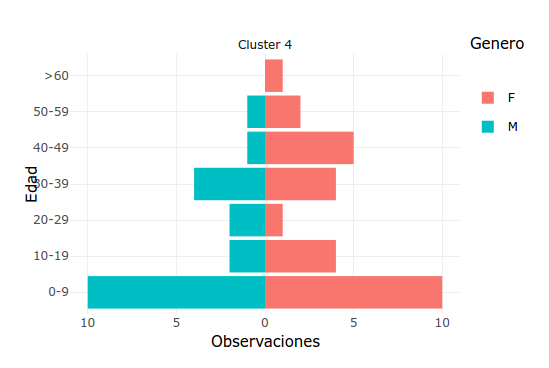 Cluster 4
Genero
F
M
Edad
>60
50-59
40-49
30-39
20-29
10-19
0-9
10 5 0 5 10
Observaciones